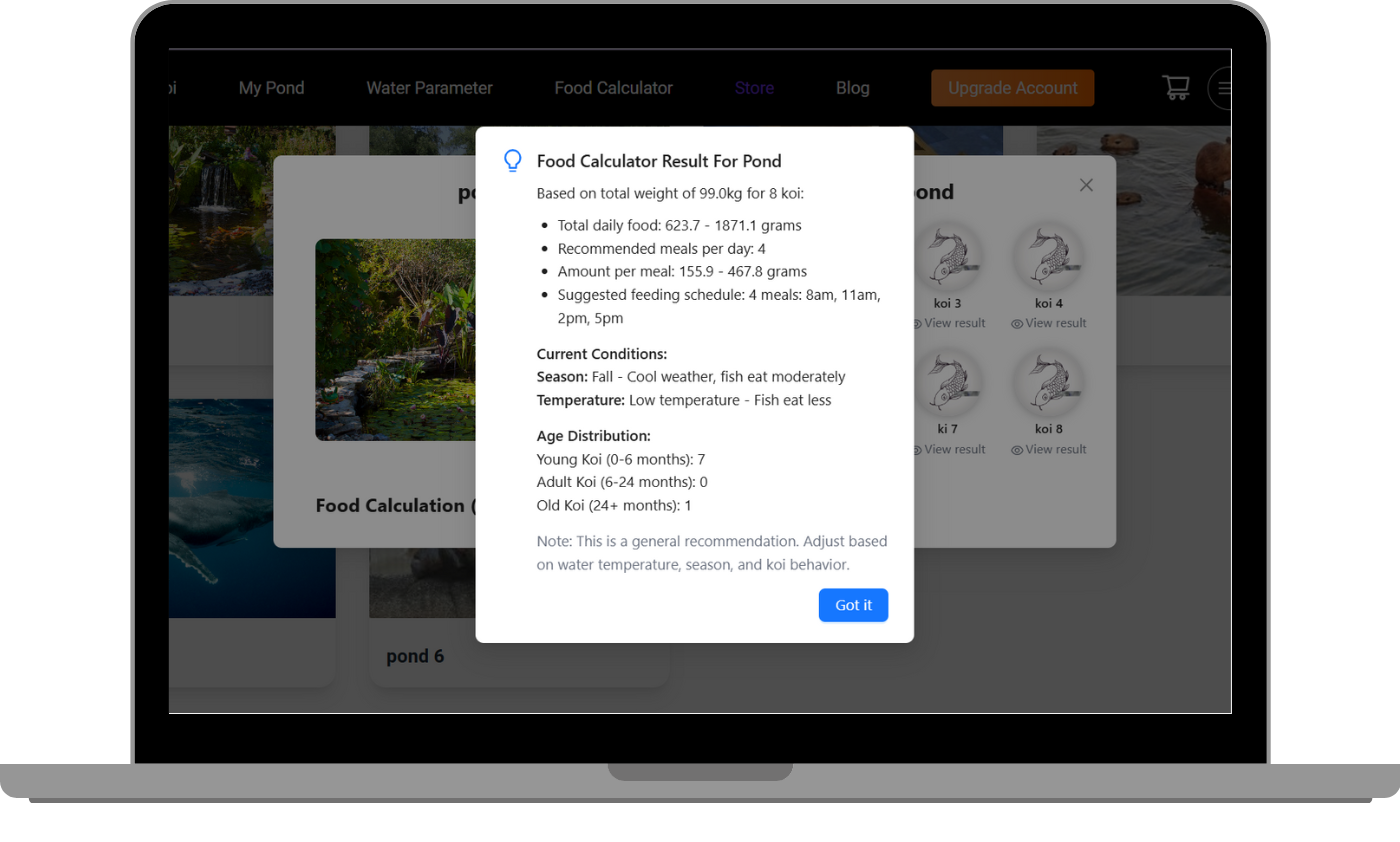 oi My Pond Water Parameter Food Calculator Store Blog Upgrade Account
Food Calculator Result For Pond
Based on total weight of 99.0kg for 8 koi:
• Total daily food: 623.7 - 1871.1 grams
• Recommended meals per day: 4
• Amount per meal: 155.9 - 467.8 grams
• Suggested feeding schedule: 4 meals: 8am, 11am,
2pm, 5pm
Current Conditions:
Season: Fall - Cool weather, fish eat moderately
Temperature: Low temperature - Fish eat less
Age Distribution:
Young Koi (0-6 months): 7
Adult Koi (6-24 months): 0
Old Koi (24+ months): 1
Note: This is a general recommendation. Adjust based
on water temperature, season, and koi behavior.
Got it
po
ond
koi 3 koi 4
View result View result
ki 7 koi 8
View result View result
Food Calculation (
pond 6